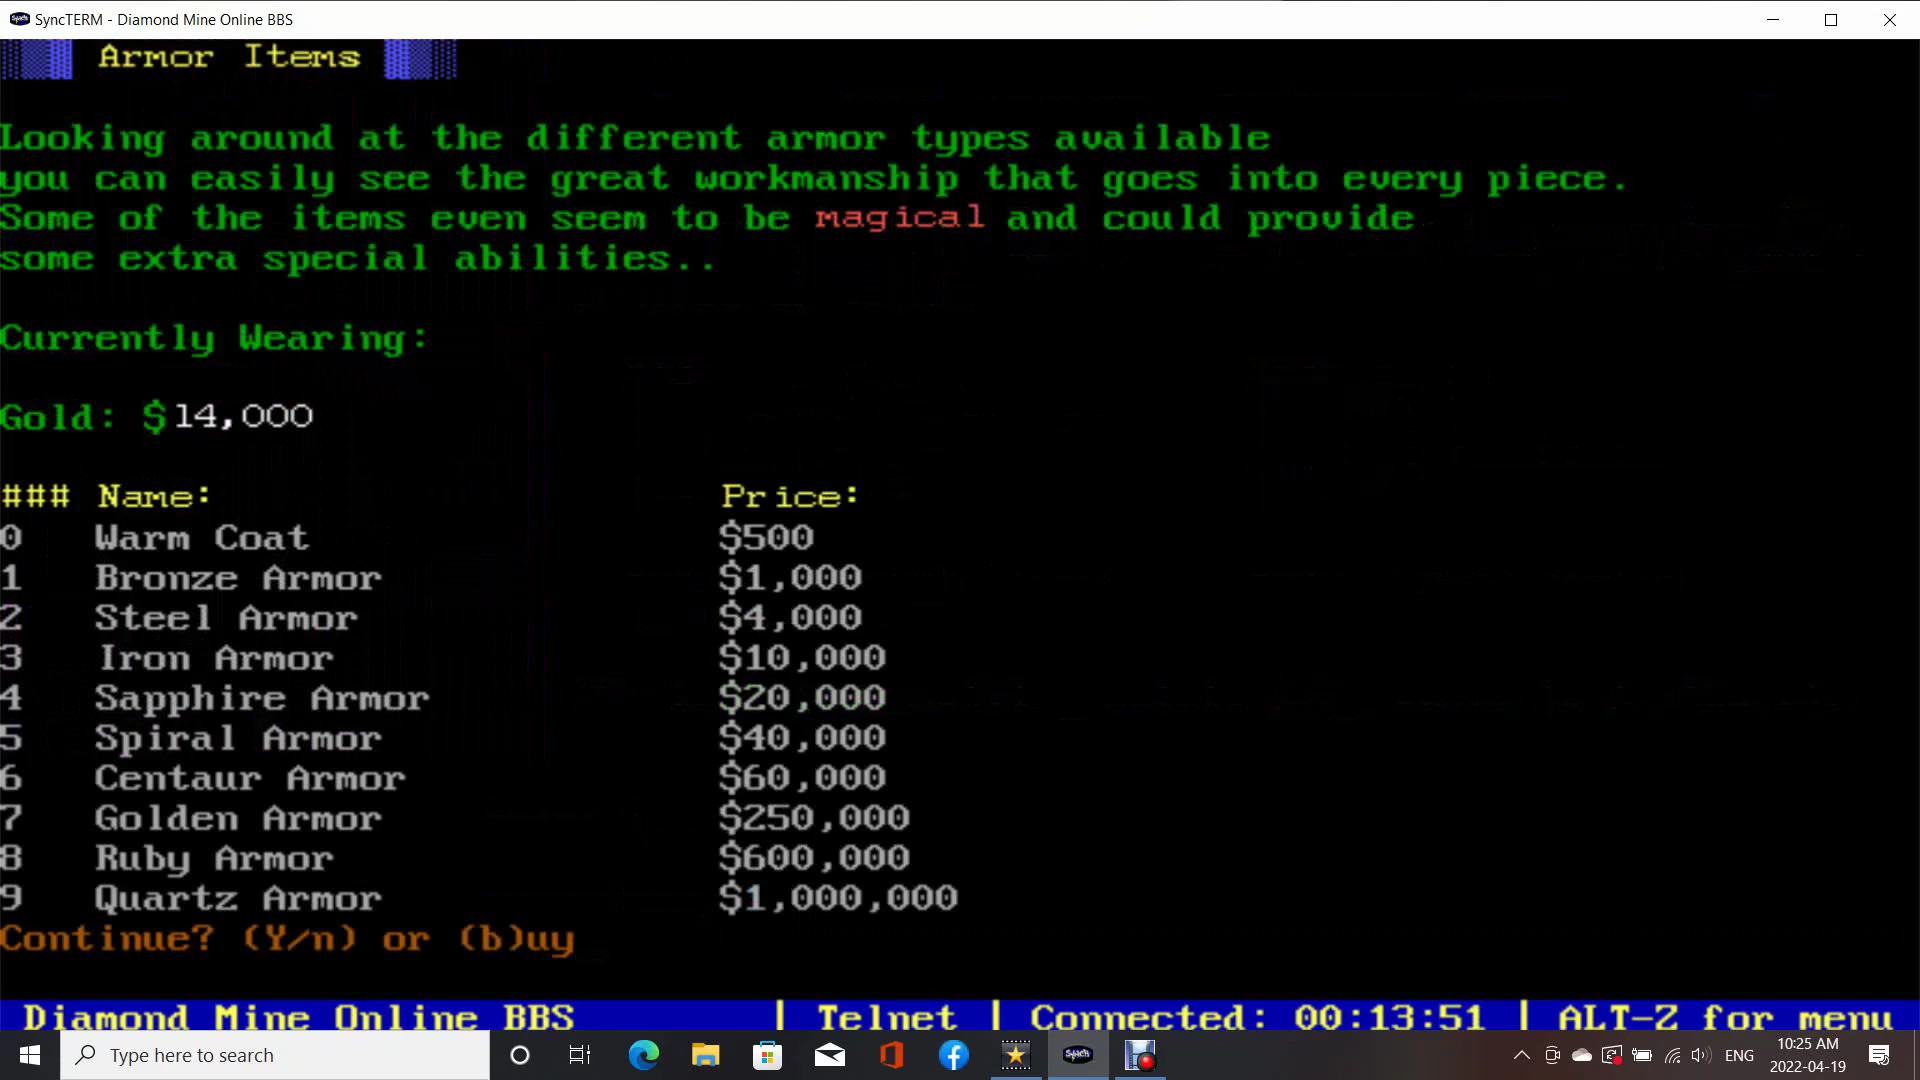 SyncTERM - Diamond Mine Online BBS
Armor Items
Looking around at the different armor types available
you can easily see the great workmanship that goes into every piece.
Some of the items even seem to be magical and could provide
some extra special abilities..
Currently Wearing:
Gold: $14,000
### Name: Price:
0 Warm Coat $500
1 Bronze Armor $1,000
2 Steel Armor $4,000
3 Iron Armor $10,000
4 Sapphire Armor $20,000
5 Spiral Armor $40,000
6 Centaur Armor $60,000
7 Golden Armor $250,000
8 Ruby Armor $600,000
9 Quartz Armor $1,000,000
Continue? (Y/n) or (b)uy
Diamond Mine Online BBS | Telnet | Connected: 00:13:51 | ALT-Z for menu
Type here to search
ENG
10:25 AM
2022-04-19